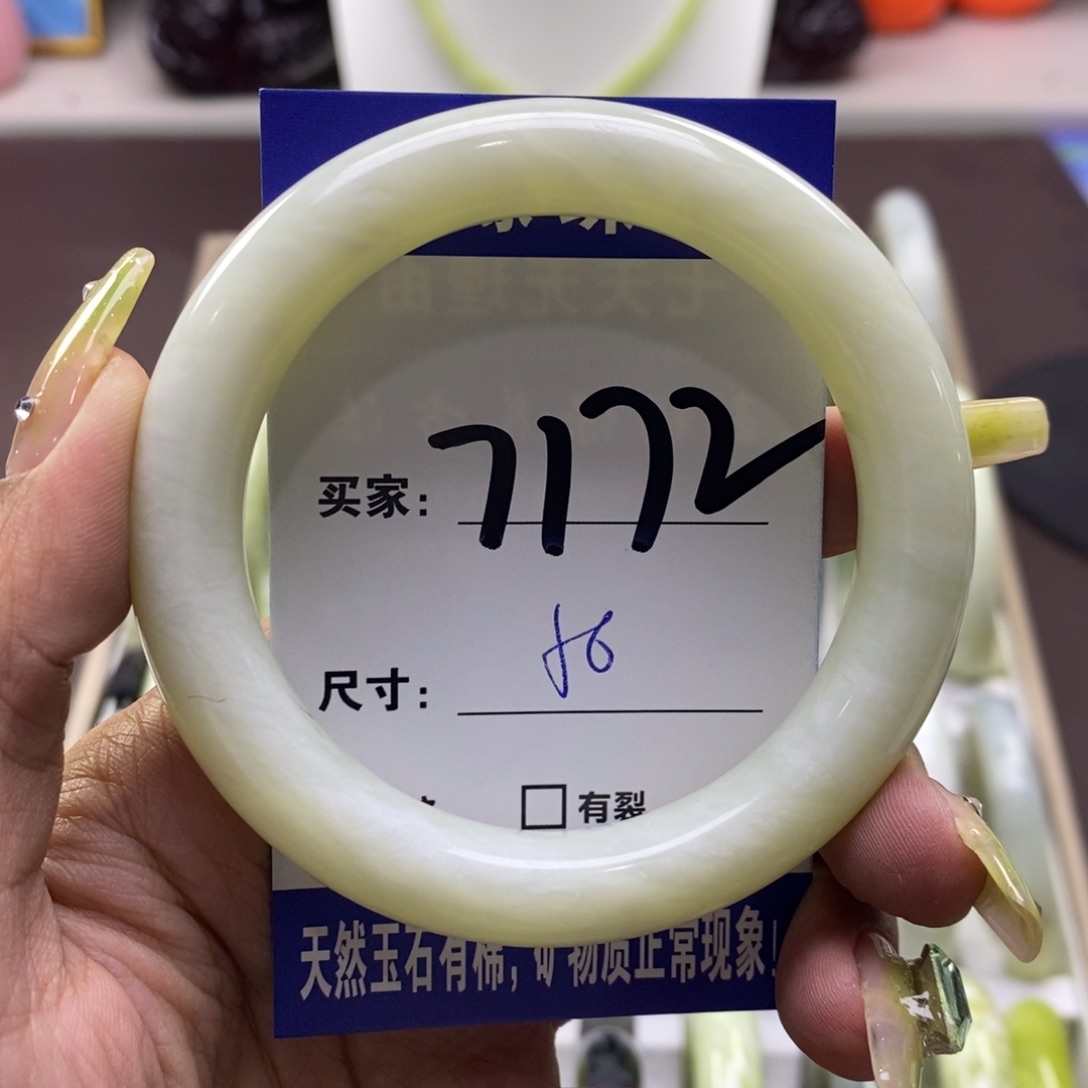 买家: 7172
尺寸: 56
□有裂
天然玉石有棉,矿物质正常现象!